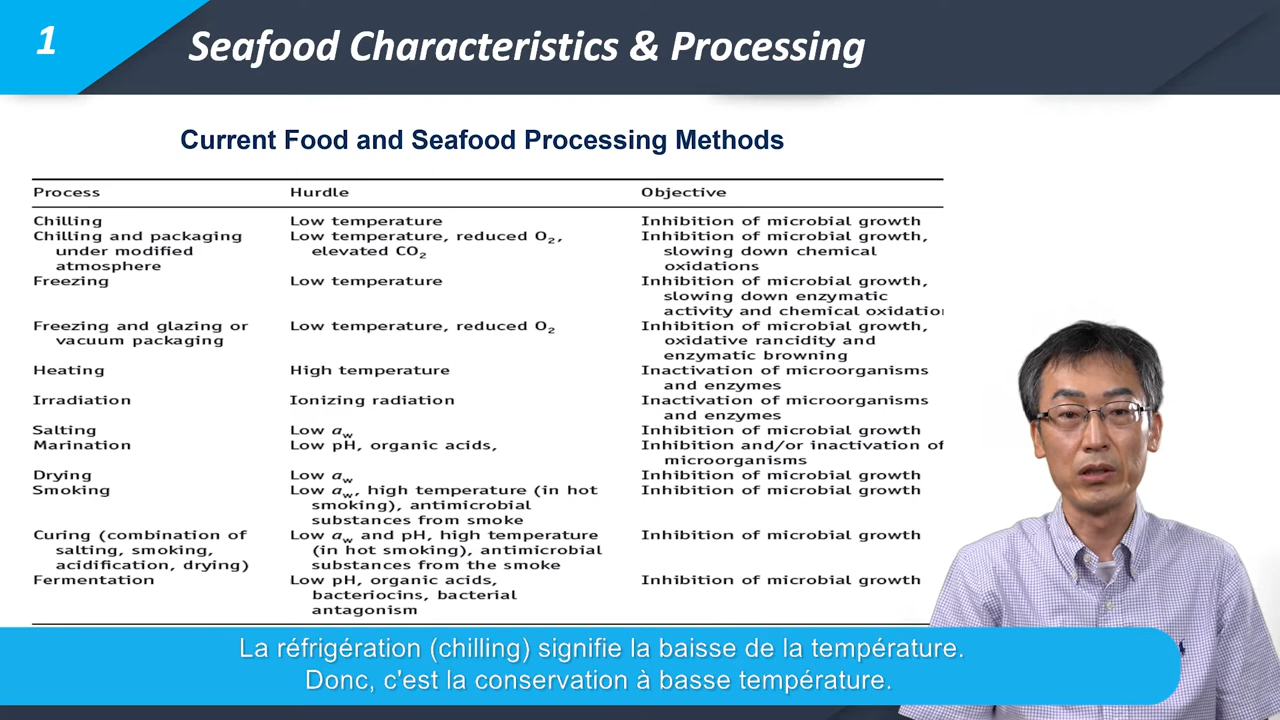 1
Seafood Characteristics & Processing
Current Food and Seafood Processing Methods
Process Hurdle Objective
Chilling Low temperature Inhibition of microbial growth
Chilling and packaging Low temperature, reduced O₂, Inhibition of microbial growth,
under modified elevated CO₂ slowing down chemical
atmosphere oxidations
Freezing Low temperature Inhibition of microbial growth,
slowing down enzymatic
activity and chemical oxidation
Freezing and glazing or Low temperature, reduced O₂ Inhibition of microbial growth,
vacuum packaging oxidative rancidity and
enzymatic browning
Heating High temperature Inactivation of microorganisms
and enzymes
Irradiation Ionizing radiation Inactivation of microorganisms
and enzymes
Salting Low aw Inhibition of microbial growth
Marination Low pH, organic acids, Inhibition and/or inactivation of
microorganisms
Drying Low aw Inhibition of microbial growth
Smoking Low aw, high temperature (in hot Inhibition of microbial growth
smoking), antimicrobial
substances from smoke
Curing (combination of Low aw and pH, high temperature Inhibition of microbial growth
salting, smoking, (in hot smoking), antimicrobial
acidification, drying) substances from the smoke
Fermentation Low pH, organic acids, Inhibition of microbial growth
bacteriocins, bacterial
antagonism
La réfrigération (chilling) signifie la baisse de la température.
Donc, c'est la conservation à basse température.